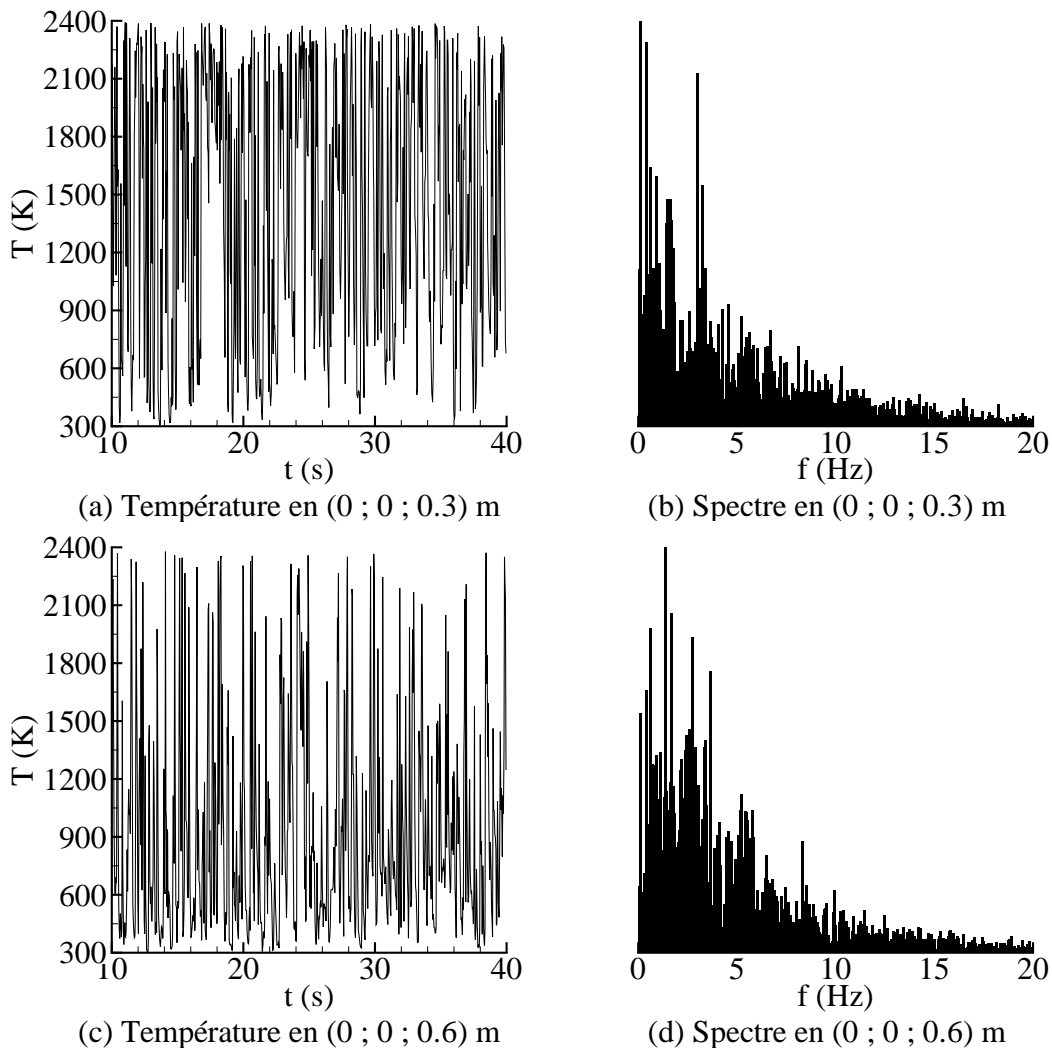 2400
2100
1800
1500
1200
900
600
300
T (K)
10 20 30 40
t (s)
(a) Température en (0 ; 0 ; 0.3) m
0 5 10 15 20
f (Hz)
(b) Spectre en (0 ; 0 ; 0.3) m
2400
2100
1800
1500
1200
900
600
300
T (K)
10 20 30 40
t (s)
(c) Température en (0 ; 0 ; 0.6) m
0 5 10 15 20
f (Hz)
(d) Spectre en (0 ; 0 ; 0.6) m